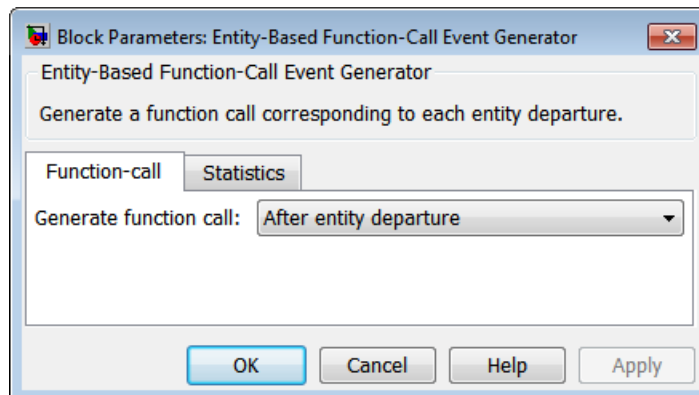 Block Parameters: Entity-Based Function-Call Event Generator
Entity-Based Function-Call Event Generator
Generate a function call corresponding to each entity departure.
Function-call Statistics
Generate function call: After entity departure
OK Cancel Help Apply